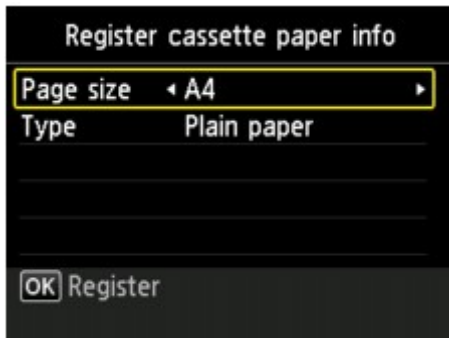 Register cassette paper info
Page size A4
Type Plain paper
OK Register